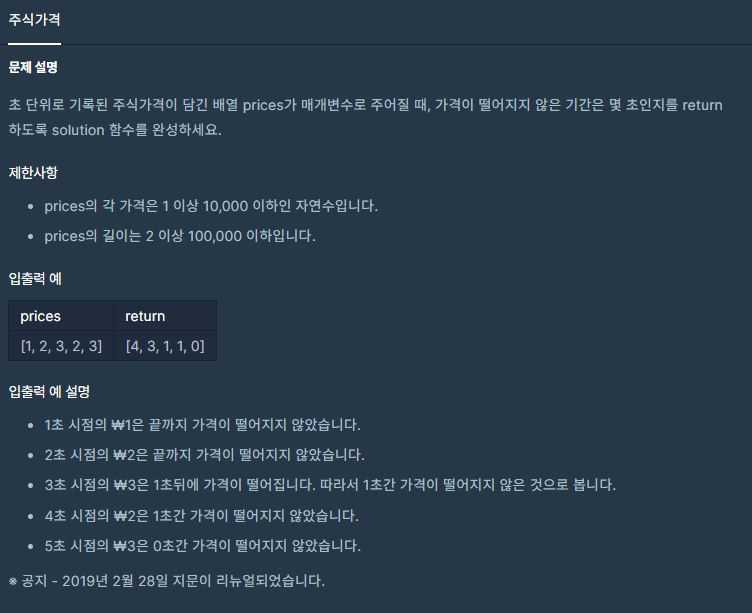 주식가격
문제 설명
초 단위로 기록된 주식가격이 담긴 배열 prices가 매개변수로 주어질 때, 가격이 떨어지지 않은 기간은 몇 초인지를 return
하도록 solution 함수를 완성하세요.
제한사항
• prices의 각 가격은 1 이상 10,000 이하인 자연수입니다.
• prices의 길이는 2 이상 100,000 이하입니다.
입출력 예
prices return
[1, 2, 3, 2, 3] [4, 3, 1, 1, 0]
입출력 예 설명
• 1초 시점의 ₩1은 끝까지 가격이 떨어지지 않았습니다.
• 2초 시점의 ₩2은 끝까지 가격이 떨어지지 않았습니다.
• 3초 시점의 ₩3은 1초뒤에 가격이 떨어집니다. 따라서 1초간 가격이 떨어지지 않은 것으로 봅니다.
• 4초 시점의 ₩2은 1초간 가격이 떨어지지 않았습니다.
• 5초 시점의 ₩3은 0초간 가격이 떨어지지 않았습니다.
※ 공지 - 2019년 2월 28일 지문이 리뉴얼되었습니다.